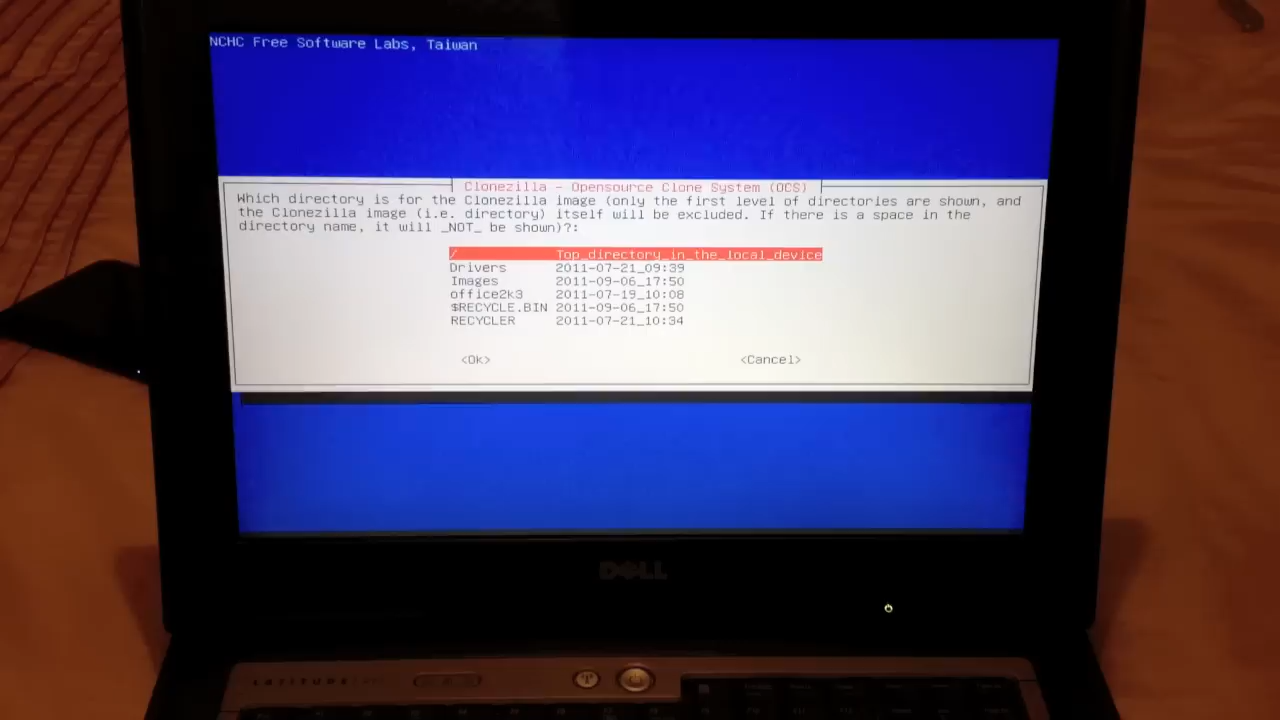 NCHC Free Software Labs, Taiwan
Clonezilla - Opensource Clone System (OCS)
Which directory is for the Clonezilla image (only the first level of directories are shown, and
the Clonezilla image (i.e. directory) itself will be excluded. If there is a space in the
directory name, it will _NOT_ be shown)?:
/ Top_directory_in_the_local_device
Drivers 2011-07-21_09:39
Images 2011-09-06_17:50
office2k3 2011-07-19_10:08
$RECYCLE.BIN 2011-09-06_17:50
RECYCLER 2011-07-21_10:34
<Ok> <Cancel>
DELL
LATITUDE